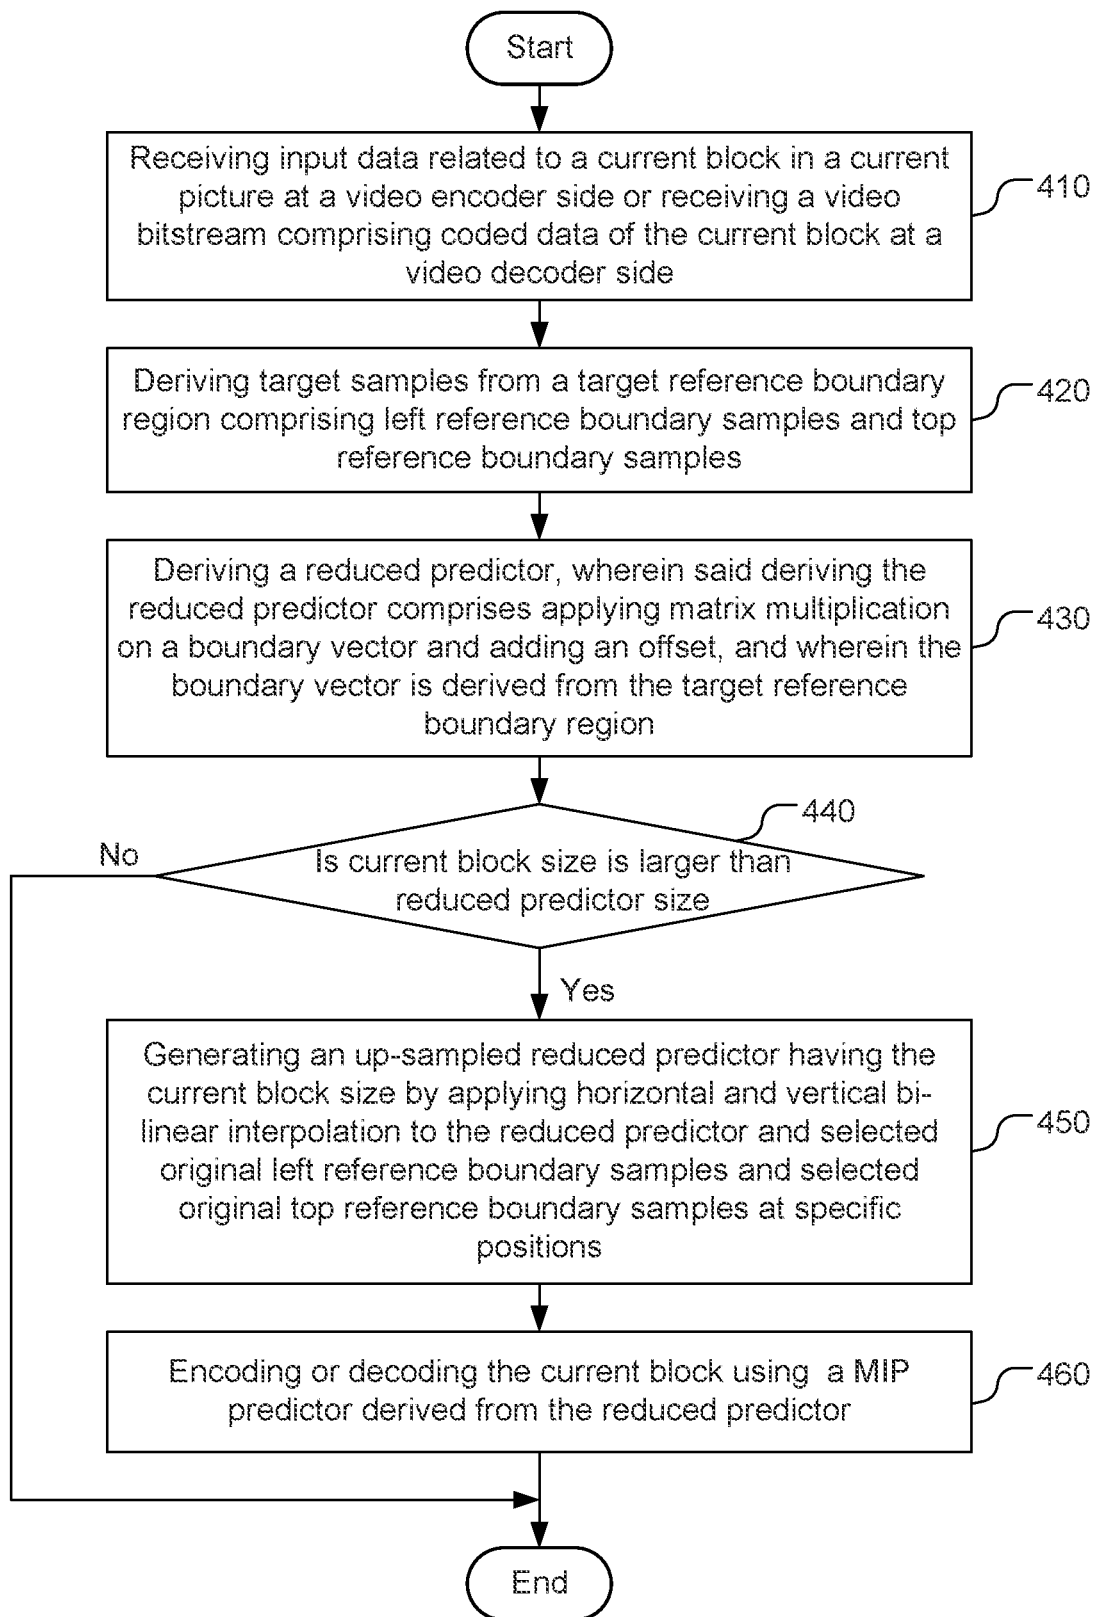 Start
Receiving input data related to a current block in a current
picture at a video encoder side or receiving a video
bitstream comprising coded data of the current block at a
video decoder side
410
Deriving target samples from a target reference boundary
region comprising left reference boundary samples and top
reference boundary samples
420
Deriving a reduced predictor, wherein said deriving the
reduced predictor comprises applying matrix multiplication
on a boundary vector and adding an offset, and wherein the
boundary vector is derived from the target reference
boundary region
430
440
No
Is current block size is larger than
reduced predictor size
Yes
Generating an up-sampled reduced predictor having the
current block size by applying horizontal and vertical bi-
linear interpolation to the reduced predictor and selected
original left reference boundary samples and selected
original top reference boundary samples at specific
positions
450
Encoding or decoding the current block using a MIP
predictor derived from the reduced predictor
460
End